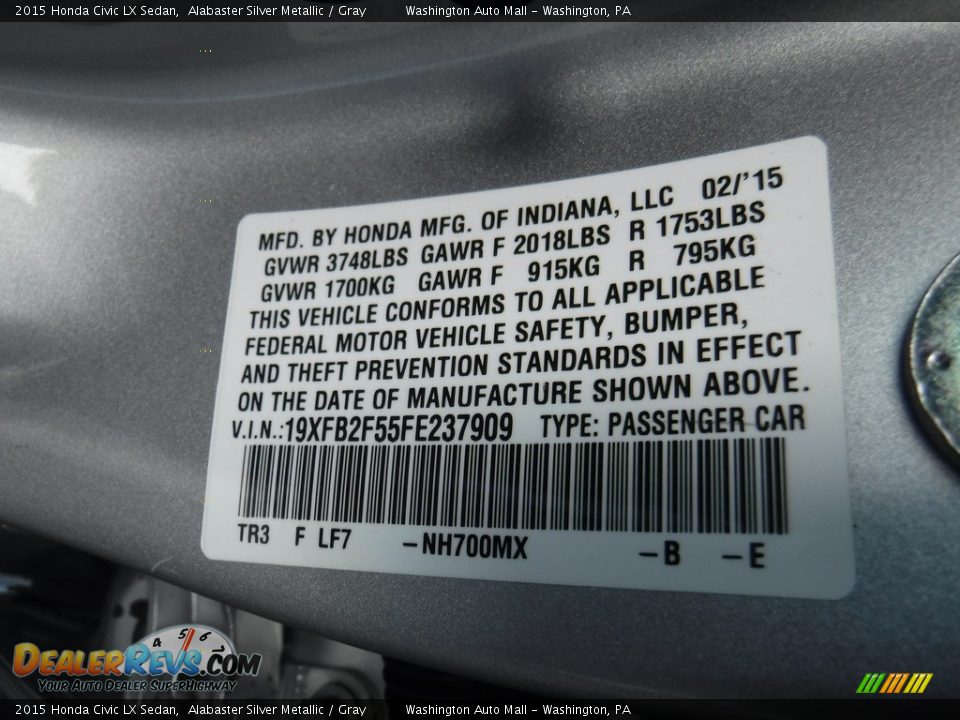 2015 Honda Civic LX Sedan, Alabaster Silver Metallic / Gray Washington Auto Mall - Washington, PA
MFD. BY HONDA MFG. OF INDIANA, LLC 02/'15
GVWR 3748LBS GAWR F 2018LBS R 1753LBS
GVWR 1700KG GAWR F 915KG R 795KG
THIS VEHICLE CONFORMS TO ALL APPLICABLE
FEDERAL MOTOR VEHICLE SAFETY, BUMPER,
AND THEFT PREVENTION STANDARDS IN EFFECT
ON THE DATE OF MANUFACTURE SHOWN ABOVE.
V.I.N.:19XFB2F55FE237909 TYPE: PASSENGER CAR
TR3 F LF7 -NH700MX -B -E
4 5 6
DealerRevs.com
Your Auto Dealer SuperHighway
2015 Honda Civic LX Sedan, Alabaster Silver Metallic / Gray Washington Auto Mall - Washington, PA